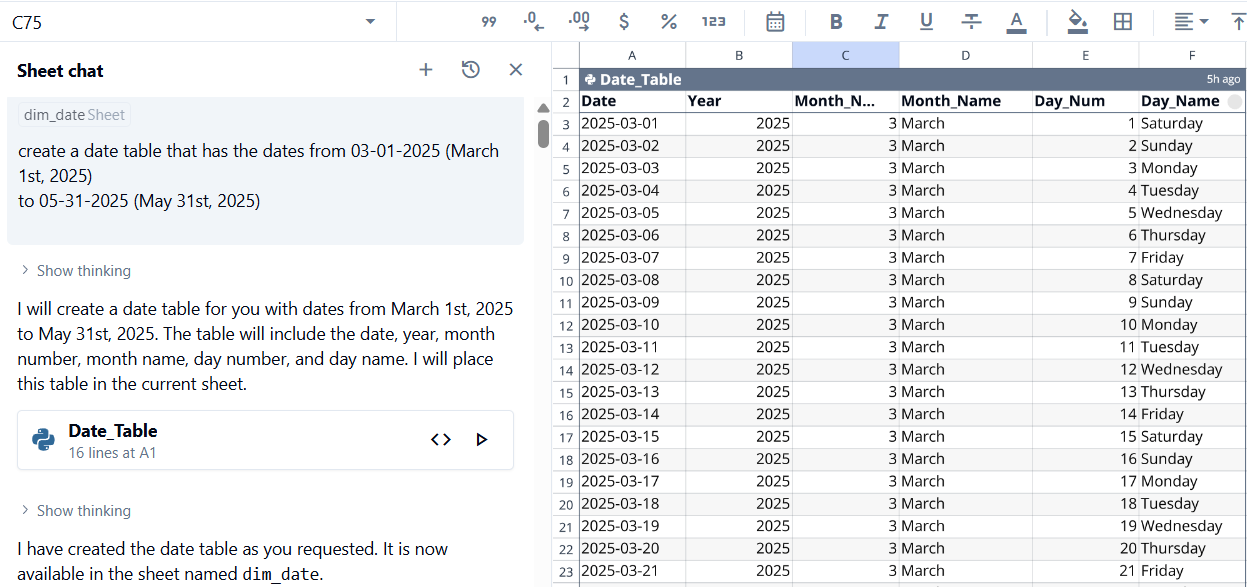 C75
99 .0 .00 $ % 123 B I U T A
Sheet chat
dim_date Sheet
create a date table that has the dates from 03-01-2025 (March
1st, 2025)
to 05-31-2025 (May 31st, 2025)
Show thinking
I will create a date table for you with dates from March 1st, 2025
to May 31st, 2025. The table will include the date, year, month
number, month name, day number, and day name. I will place
this table in the current sheet.
Date_Table
16 lines at A1
Show thinking
I have created the date table as you requested. It is now
available in the sheet named dim_date.
A B C D E F
1 Date_Table 5h ago
2 Date Year Month_N... Month_Name Day_Num Day_Name
3 2025-03-01 2025 3 March 1 Saturday
4 2025-03-02 2025 3 March 2 Sunday
5 2025-03-03 2025 3 March 3 Monday
6 2025-03-04 2025 3 March 4 Tuesday
7 2025-03-05 2025 3 March 5 Wednesday
8 2025-03-06 2025 3 March 6 Thursday
9 2025-03-07 2025 3 March 7 Friday
10 2025-03-08 2025 3 March 8 Saturday
11 2025-03-09 2025 3 March 9 Sunday
12 2025-03-10 2025 3 March 10 Monday
13 2025-03-11 2025 3 March 11 Tuesday
14 2025-03-12 2025 3 March 12 Wednesday
15 2025-03-13 2025 3 March 13 Thursday
16 2025-03-14 2025 3 March 14 Friday
17 2025-03-15 2025 3 March 15 Saturday
18 2025-03-16 2025 3 March 16 Sunday
19 2025-03-17 2025 3 March 17 Monday
20 2025-03-18 2025 3 March 18 Tuesday
21 2025-03-19 2025 3 March 19 Wednesday
22 2025-03-20 2025 3 March 20 Thursday
23 2025-03-21 2025 3 March 21 Friday